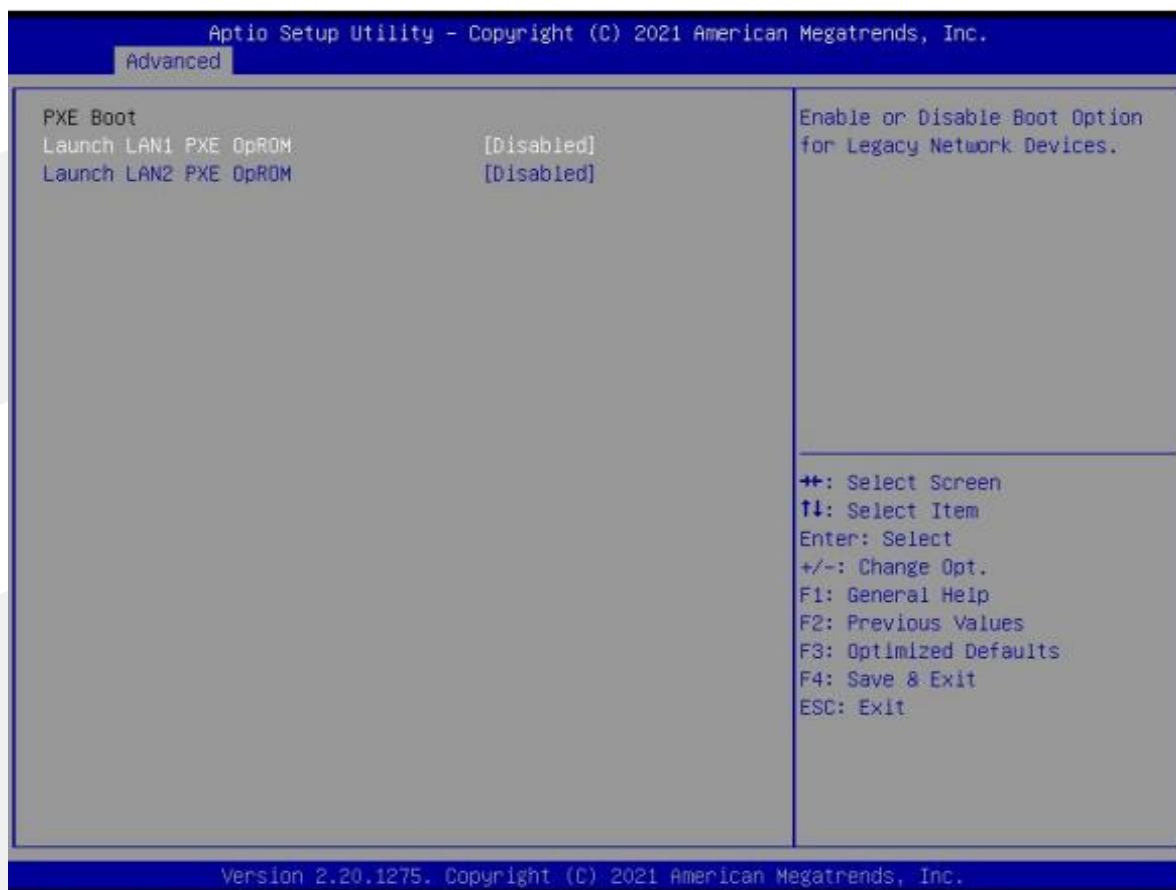 Aptio Setup Utility - Copyright (C) 2021 American Megatrends, Inc.
Advanced
PXE Boot
Launch LAN1 PXE OpROM [Disabled]
Launch LAN2 PXE OpROM [Disabled]
Enable or Disable Boot Option
for Legacy Network Devices.
→←: Select Screen
↑↓: Select Item
Enter: Select
+/-: Change Opt.
F1: General Help
F2: Previous Values
F3: Optimized Defaults
F4: Save & Exit
ESC: Exit
Version 2.20.1275. Copyright (C) 2021 American Megatrends, Inc.